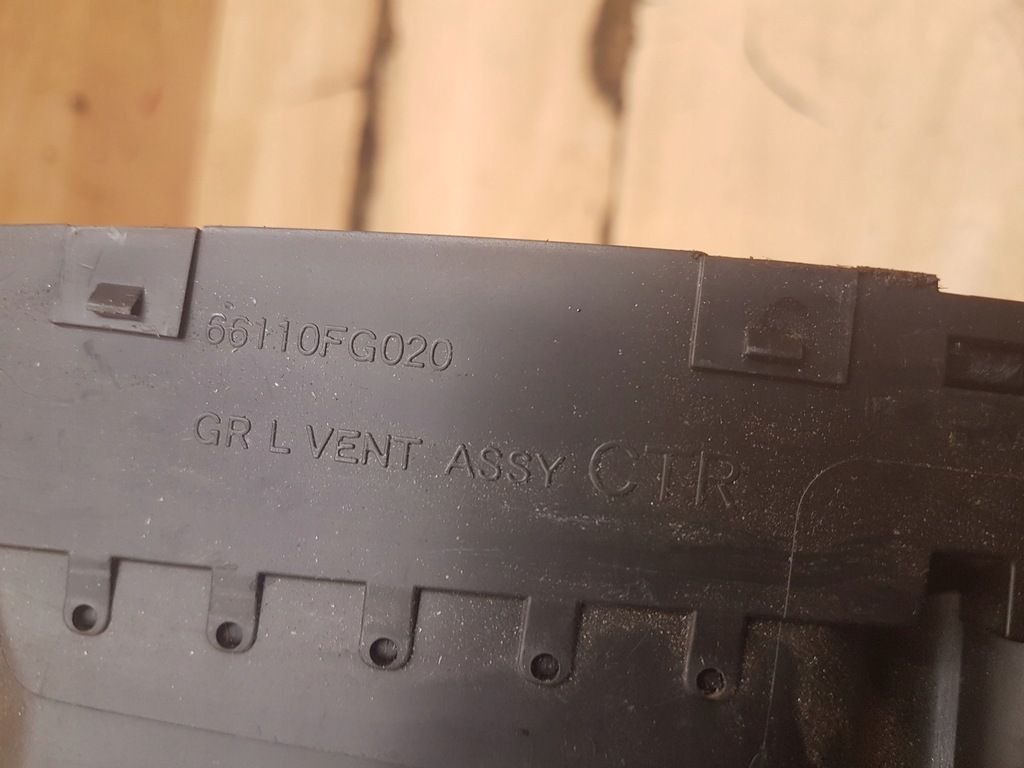 66110FG020
GR L VENT ASSY CTR